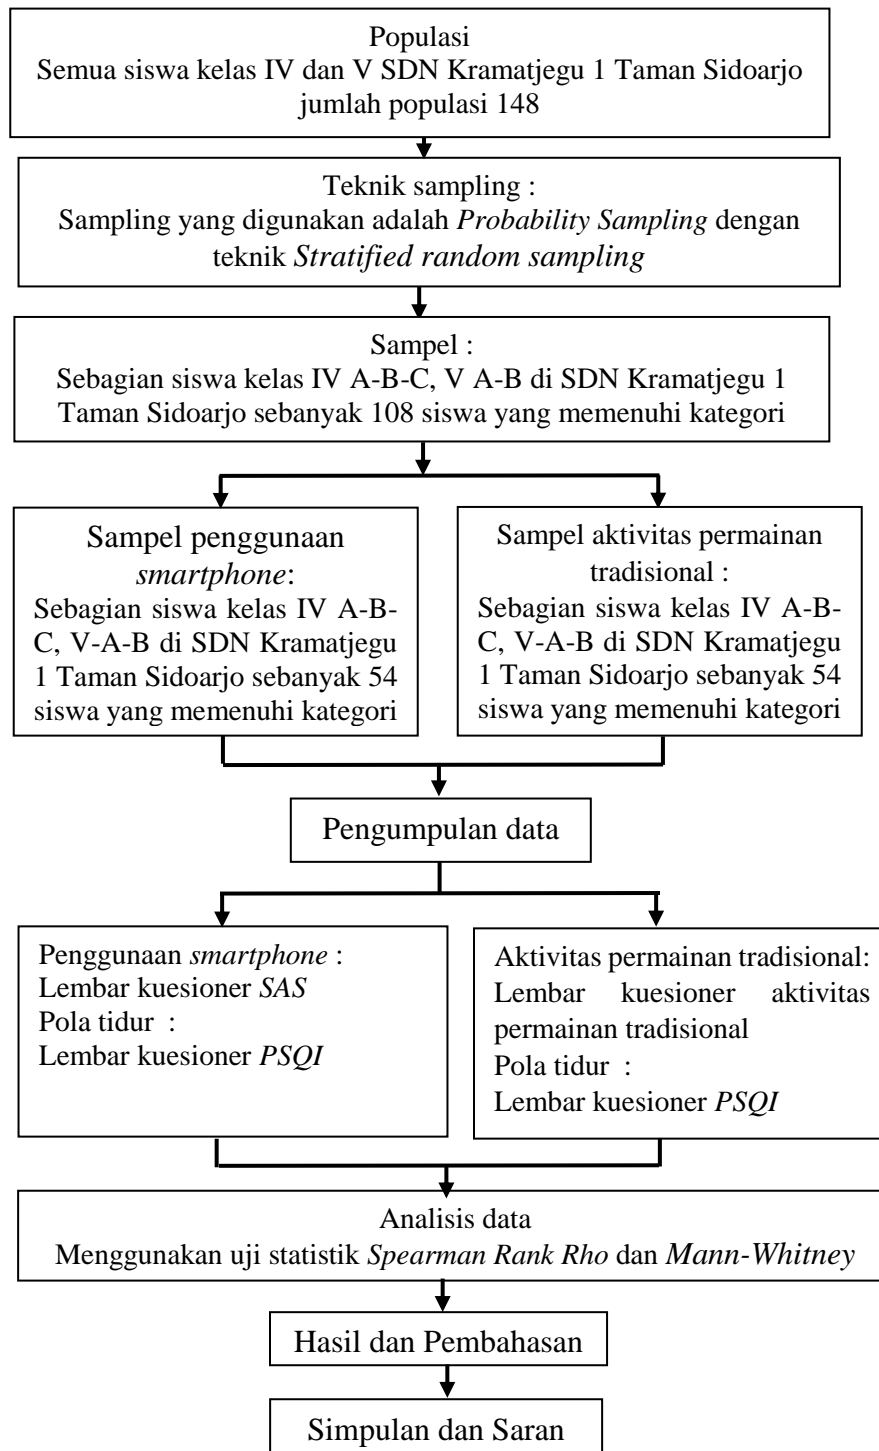 Populasi
Semua siswa kelas IV dan V SDN Kramatjegu 1 Taman Sidoarjo
jumlah populasi 148
Teknik sampling :
Sampling yang digunakan adalah Probability Sampling dengan
teknik Stratified random sampling
Sampel :
Sebagian siswa kelas IV A-B-C, V A-B di SDN Kramatjegu 1
Taman Sidoarjo sebanyak 108 siswa yang memenuhi kategori
Sampel penggunaan
smartphone:
Sebagian siswa kelas IV A-B-
C, V-A-B di SDN Kramatjegu
1 Taman Sidoarjo sebanyak 54
siswa yang memenuhi kategori
Sampel aktivitas permainan
tradisional :
Sebagian siswa kelas IV A-B-
C, V-A-B di SDN Kramatjegu
1 Taman Sidoarjo sebanyak 54
siswa yang memenuhi kategori
Pengumpulan data
Penggunaan smartphone :
Lembar kuesioner SAS
Pola tidur :
Lembar kuesioner PSQI
Aktivitas permainan tradisional:
Lembar kuesioner aktivitas
permainan tradisional
Pola tidur :
Lembar kuesioner PSQI
Analisis data
Menggunakan uji statistik Spearman Rank Rho dan Mann-Whitney
Hasil dan Pembahasan
Simpulan dan Saran